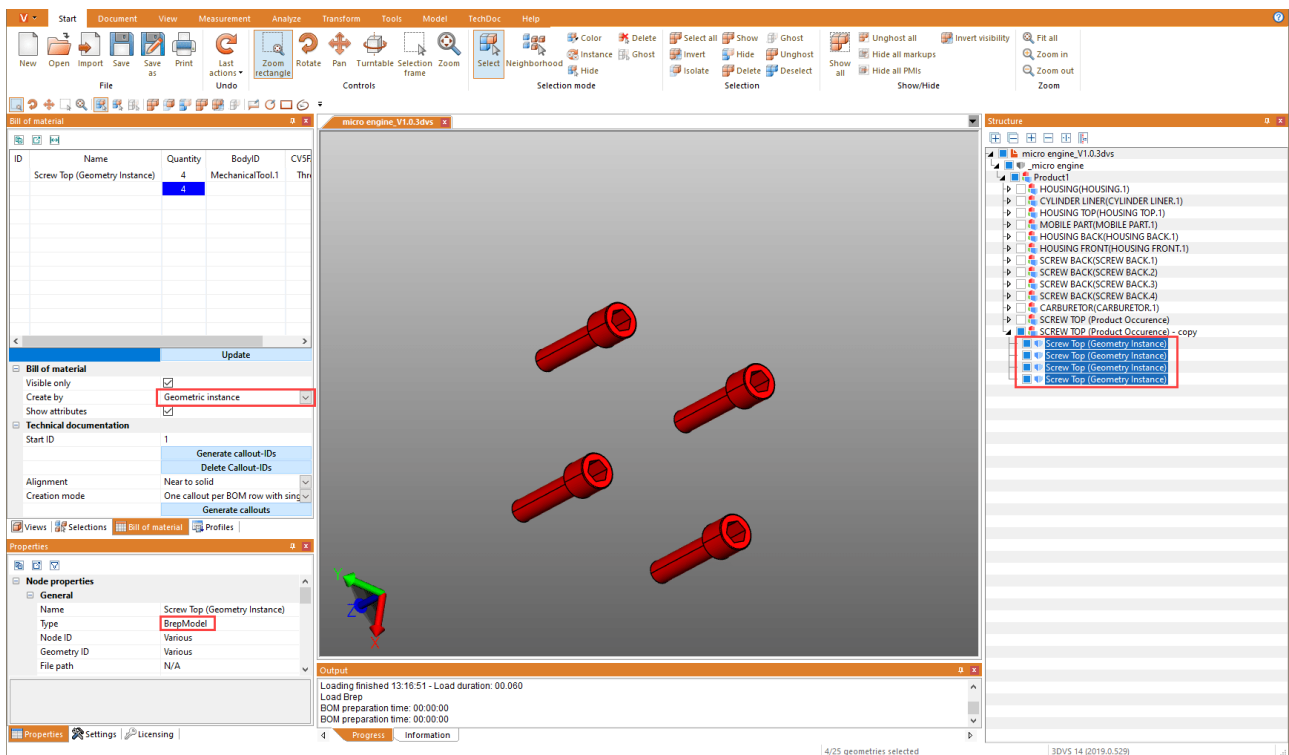 V
Start Document View Measurement Analyze Transform Tools Model TechDoc Help
New Open Import Save Save as Print
File
Last actions
Undo
Zoom rectangle Rotate Pan Turntable Selection frame Zoom
Controls
Select Neighborhood Color Delete
Instance Ghost
Hide
Selection mode
Select all Show Ghost
Invert Hide Unghost
Isolate Delete Deselect
Selection
Show all Unghost all Invert visibility
Hide all markups
Hide all PMIs
Show/Hide
Fit all
Zoom in
Zoom out
Zoom
Bill of material
ID Name Quantity BodyID CV5F
Screw Top (Geometry Instance) 4 MechanicalTool.1 Thr
4
Update
Bill of material
Visible only
Create by Geometric instance
Show attributes
Technical documentation
Start ID 1
Generate callout-IDs
Delete Callout-IDs
Alignment Near to solid
Creation mode One callout per BOM row with sing
Generate callouts
Views Selections Bill of material Profiles
Properties
Node properties
General
Name Screw Top (Geometry Instance)
Type BrepModel
Node ID Various
Geometry ID Various
File path N/A
Properties Settings Licensing
micro engine_V1.0.3dvs
Y
Z
X
Output
Loading finished 13:16:51 - Load duration: 00.060
Load Brep
BOM preparation time: 00:00:00
BOM preparation time: 00:00:00
Progress Information
Structure
micro engine_V1.0.3dvs
_micro engine
Product1
HOUSING(HOUSING.1)
CYLINDER LINER(CYLINDER LINER.1)
HOUSING TOP(HOUSING TOP.1)
MOBILE PART(MOBILE PART.1)
HOUSING BACK(HOUSING BACK.1)
HOUSING FRONT(HOUSING FRONT.1)
SCREW BACK(SCREW BACK.1)
SCREW BACK(SCREW BACK.2)
SCREW BACK(SCREW BACK.3)
SCREW BACK(SCREW BACK.4)
CARBURETOR(CARBURETOR.1)
SCREW TOP (Product Occurence)
SCREW TOP (Product Occurence) - copy
Screw Top (Geometry Instance)
Screw Top (Geometry Instance)
Screw Top (Geometry Instance)
Screw Top (Geometry Instance)
4/25 geometries selected
3DVS 14 (2019.0.529)